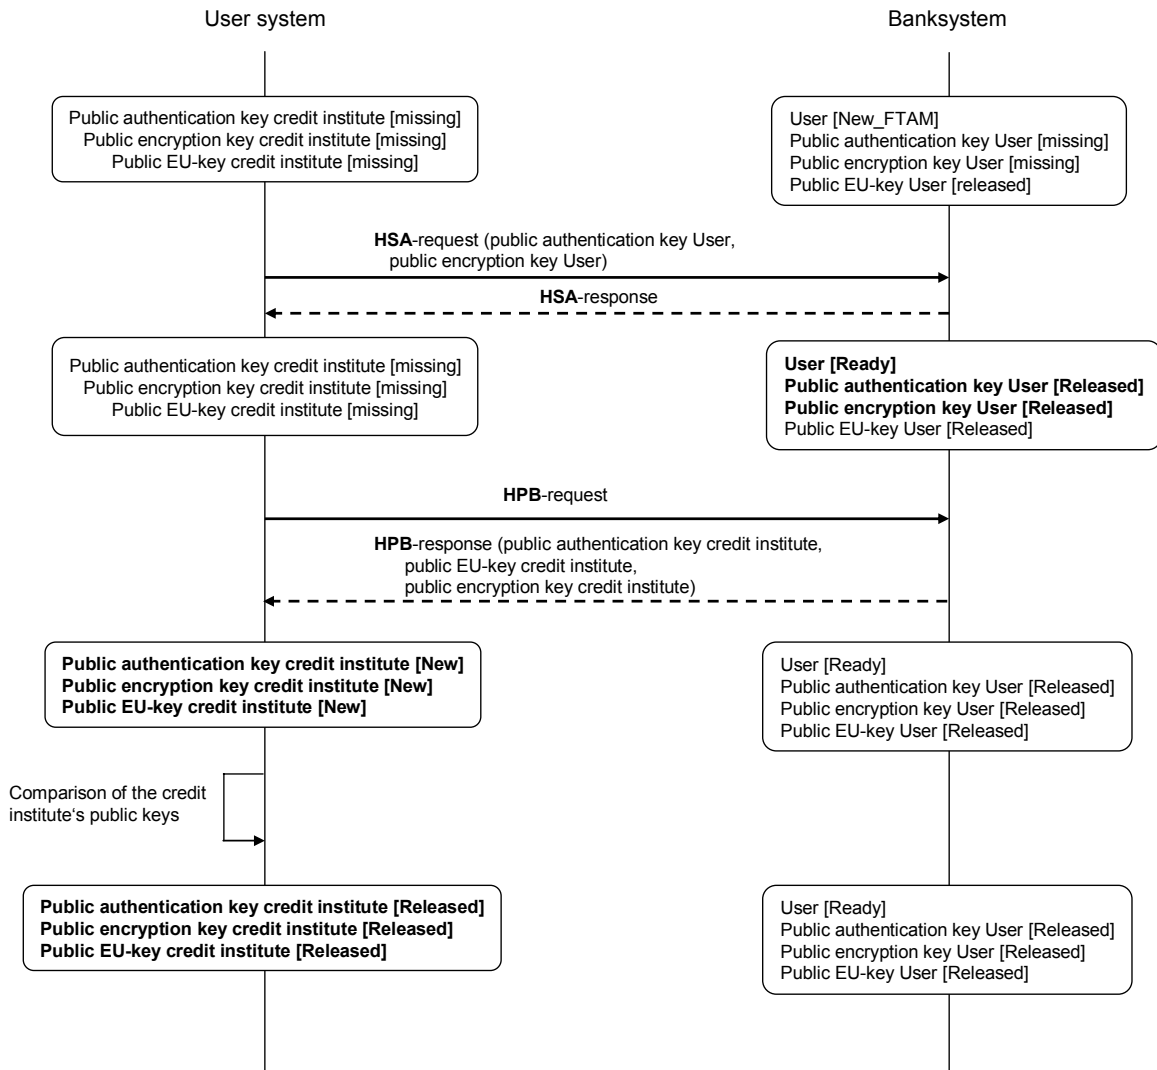 User system
Banksystem
Public authentication key credit institute [missing]
Public encryption key credit institute [missing]
Public EU-key credit institute [missing]
User [New_FTAM]
Public authentication key User [missing]
Public encryption key User [missing]
Public EU-key User [released]
HSA-request (public authentication key User,
public encryption key User)
HSA-response
Public authentication key credit institute [missing]
Public encryption key credit institute [missing]
Public EU-key credit institute [missing]
User [Ready]
Public authentication key User [Released]
Public encryption key User [Released]
Public EU-key User [Released]
HPB-request
HPB-response (public authentication key credit institute,
public EU-key credit institute,
public encryption key credit institute)
Public authentication key credit institute [New]
Public encryption key credit institute [New]
Public EU-key credit institute [New]
User [Ready]
Public authentication key User [Released]
Public encryption key User [Released]
Public EU-key User [Released]
Comparison of the credit
institute‘s public keys
Public authentication key credit institute [Released]
Public encryption key credit institute [Released]
Public EU-key credit institute [Released]
User [Ready]
Public authentication key User [Released]
Public encryption key User [Released]
Public EU-key User [Released]